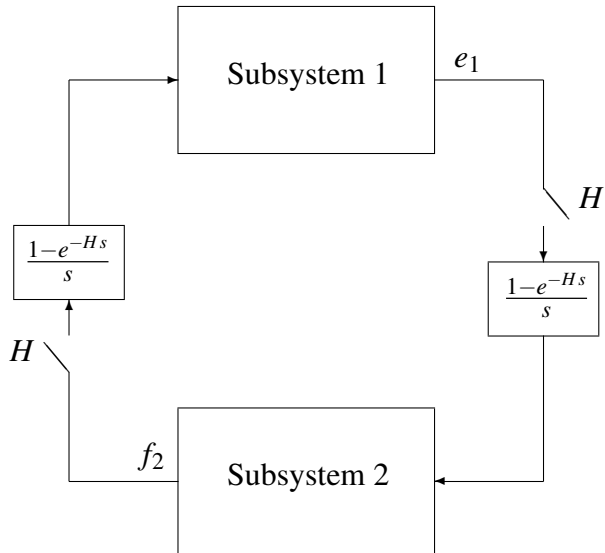 Subsystem 1
e₁
H
1−e^{−Hs}
s
1−e^{−Hs}
s
H
f₂
Subsystem 2